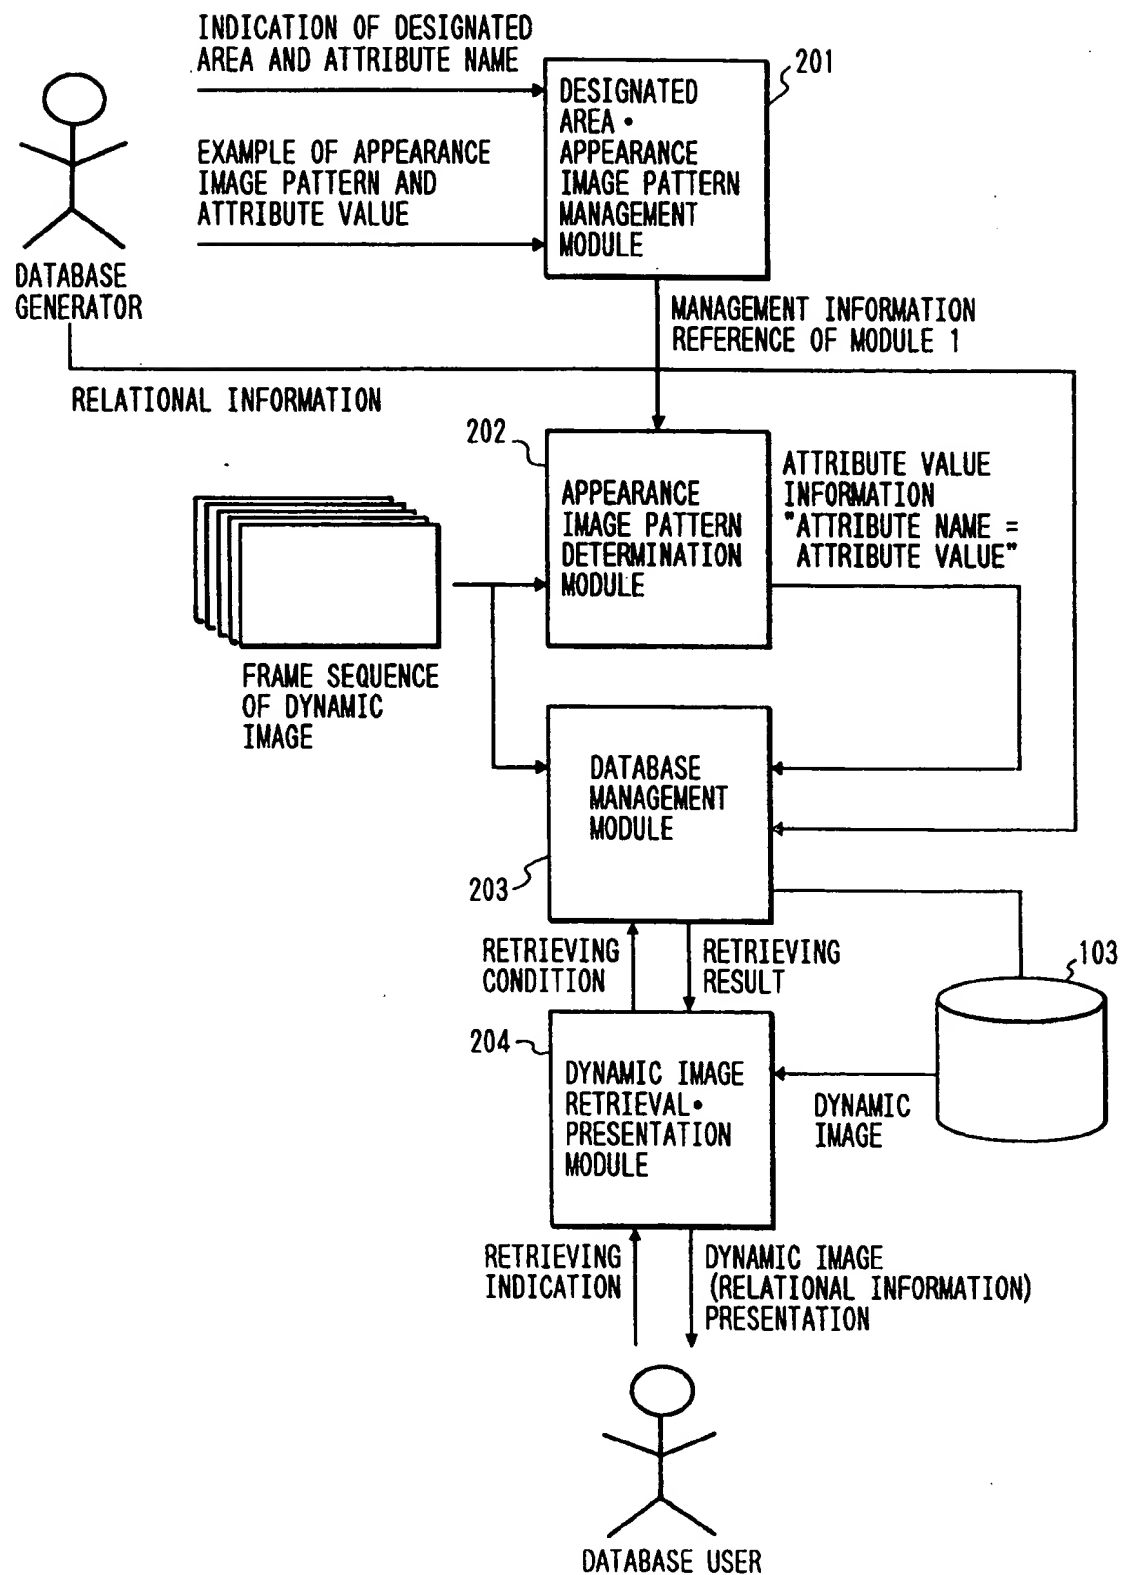 INDICATION OF DESIGNATED
AREA AND ATTRIBUTE NAME
201
DESIGNATED
AREA •
APPEARANCE
IMAGE PATTERN
MANAGEMENT
MODULE
EXAMPLE OF APPEARANCE
IMAGE PATTERN AND
ATTRIBUTE VALUE
DATABASE
GENERATOR
MANAGEMENT INFORMATION
REFERENCE OF MODULE 1
RELATIONAL INFORMATION
202
APPEARANCE
IMAGE PATTERN
DETERMINATION
MODULE
ATTRIBUTE VALUE
INFORMATION
"ATTRIBUTE NAME =
ATTRIBUTE VALUE"
FRAME SEQUENCE
OF DYNAMIC
IMAGE
DATABASE
MANAGEMENT
MODULE
203
RETRIEVING
CONDITION
RETRIEVING
RESULT
103
204
DYNAMIC IMAGE
RETRIEVAL •
PRESENTATION
MODULE
DYNAMIC
IMAGE
RETRIEVING
INDICATION
DYNAMIC IMAGE
(RELATIONAL INFORMATION)
PRESENTATION
DATABASE USER